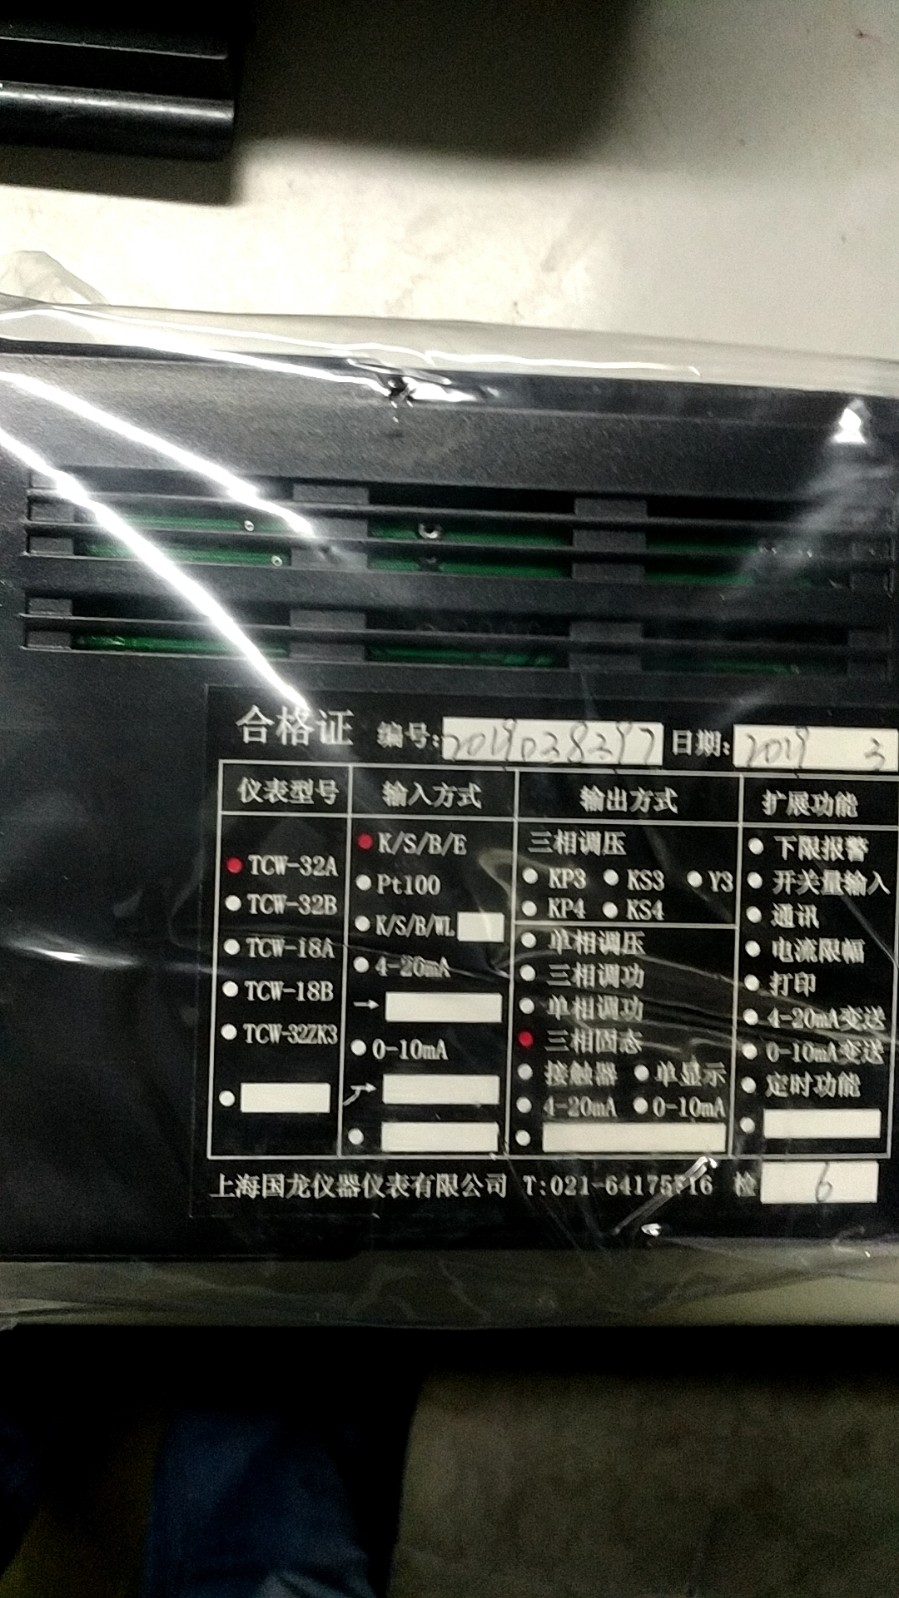 合格证 编号: 2019038397 日期: 2019 3
仪表型号 输入方式 输出方式 扩展功能
TCW-32A
TCW-32B
TCW-18A
TCW-18B
TCW-32ZK3
K/S/B/E
Pt100
K/S/B/WL
4-20mA
→
0-10mA
三相调压
KP3 KS3 Y3
KP4 KS4
单相调压
三相调功
单相调功
三相固态
接触器 单显示
4-20mA 0-10mA
下限报警
开关量输入
通讯
电流限幅
打印
4-20mA变送
0-10mA变送
定时功能
上海国龙仪器仪表有限公司 T:021-64175716 检 6